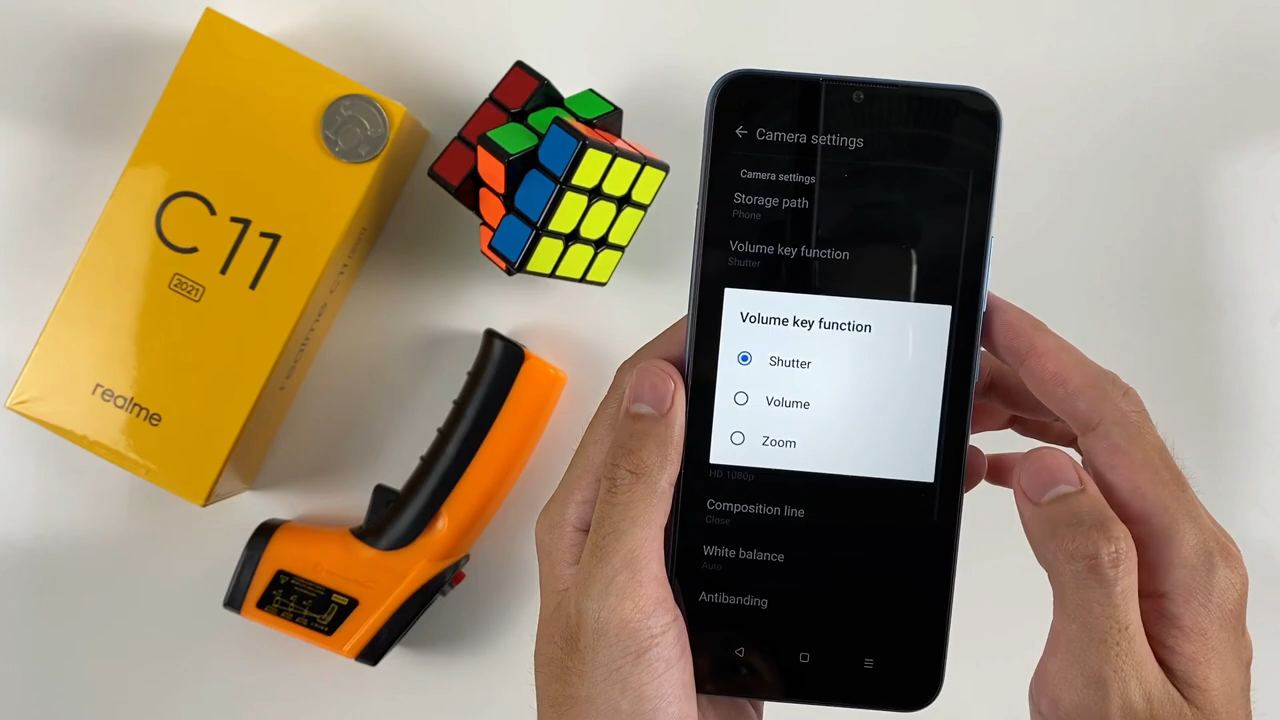 C11
2021
realme
Camera settings
Camera settings
Storage path
Phone
Volume key function
Shutter
Volume key function
Shutter
Volume
Zoom
HD 1080p
Composition line
Close
White balance
Auto
Antibanding